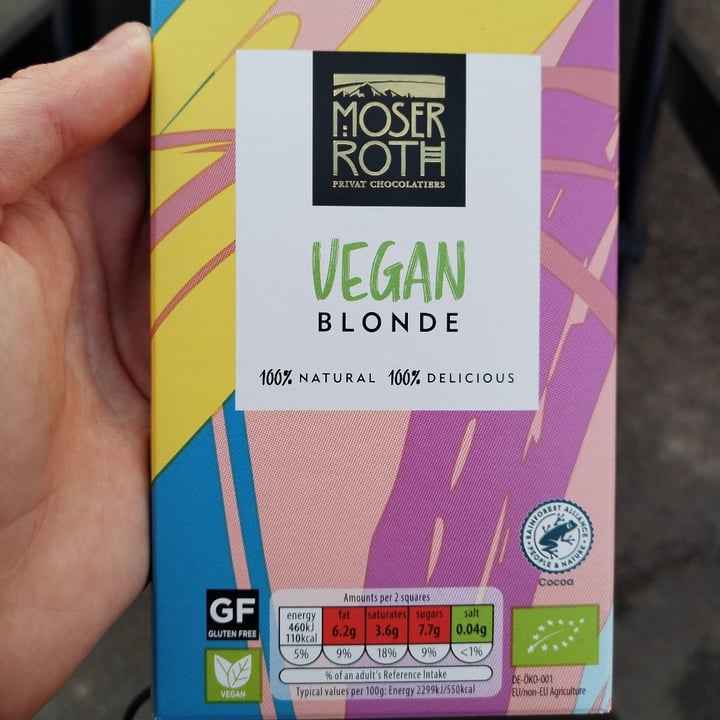 MOSER
ROTH
PRIVAT CHOCOLATIERS
VEGAN
BLONDE
100% NATURAL 100% DELICIOUS
RAINFOREST ALLIANCE
PEOPLE & NATURE
Cocoa
GF
GLUTEN FREE
VEGAN
Amounts per 2 squares
energy fat saturates sugars salt
460kJ 6.2g 3.6g 7.7g 0.04g
110kcal
5% 9% 18% 9% <1%
% of an adult's Reference Intake
Typical values per 100g: Energy 2299kJ/550kcal
DE-ÖKO-001
EU/non-EU Agriculture